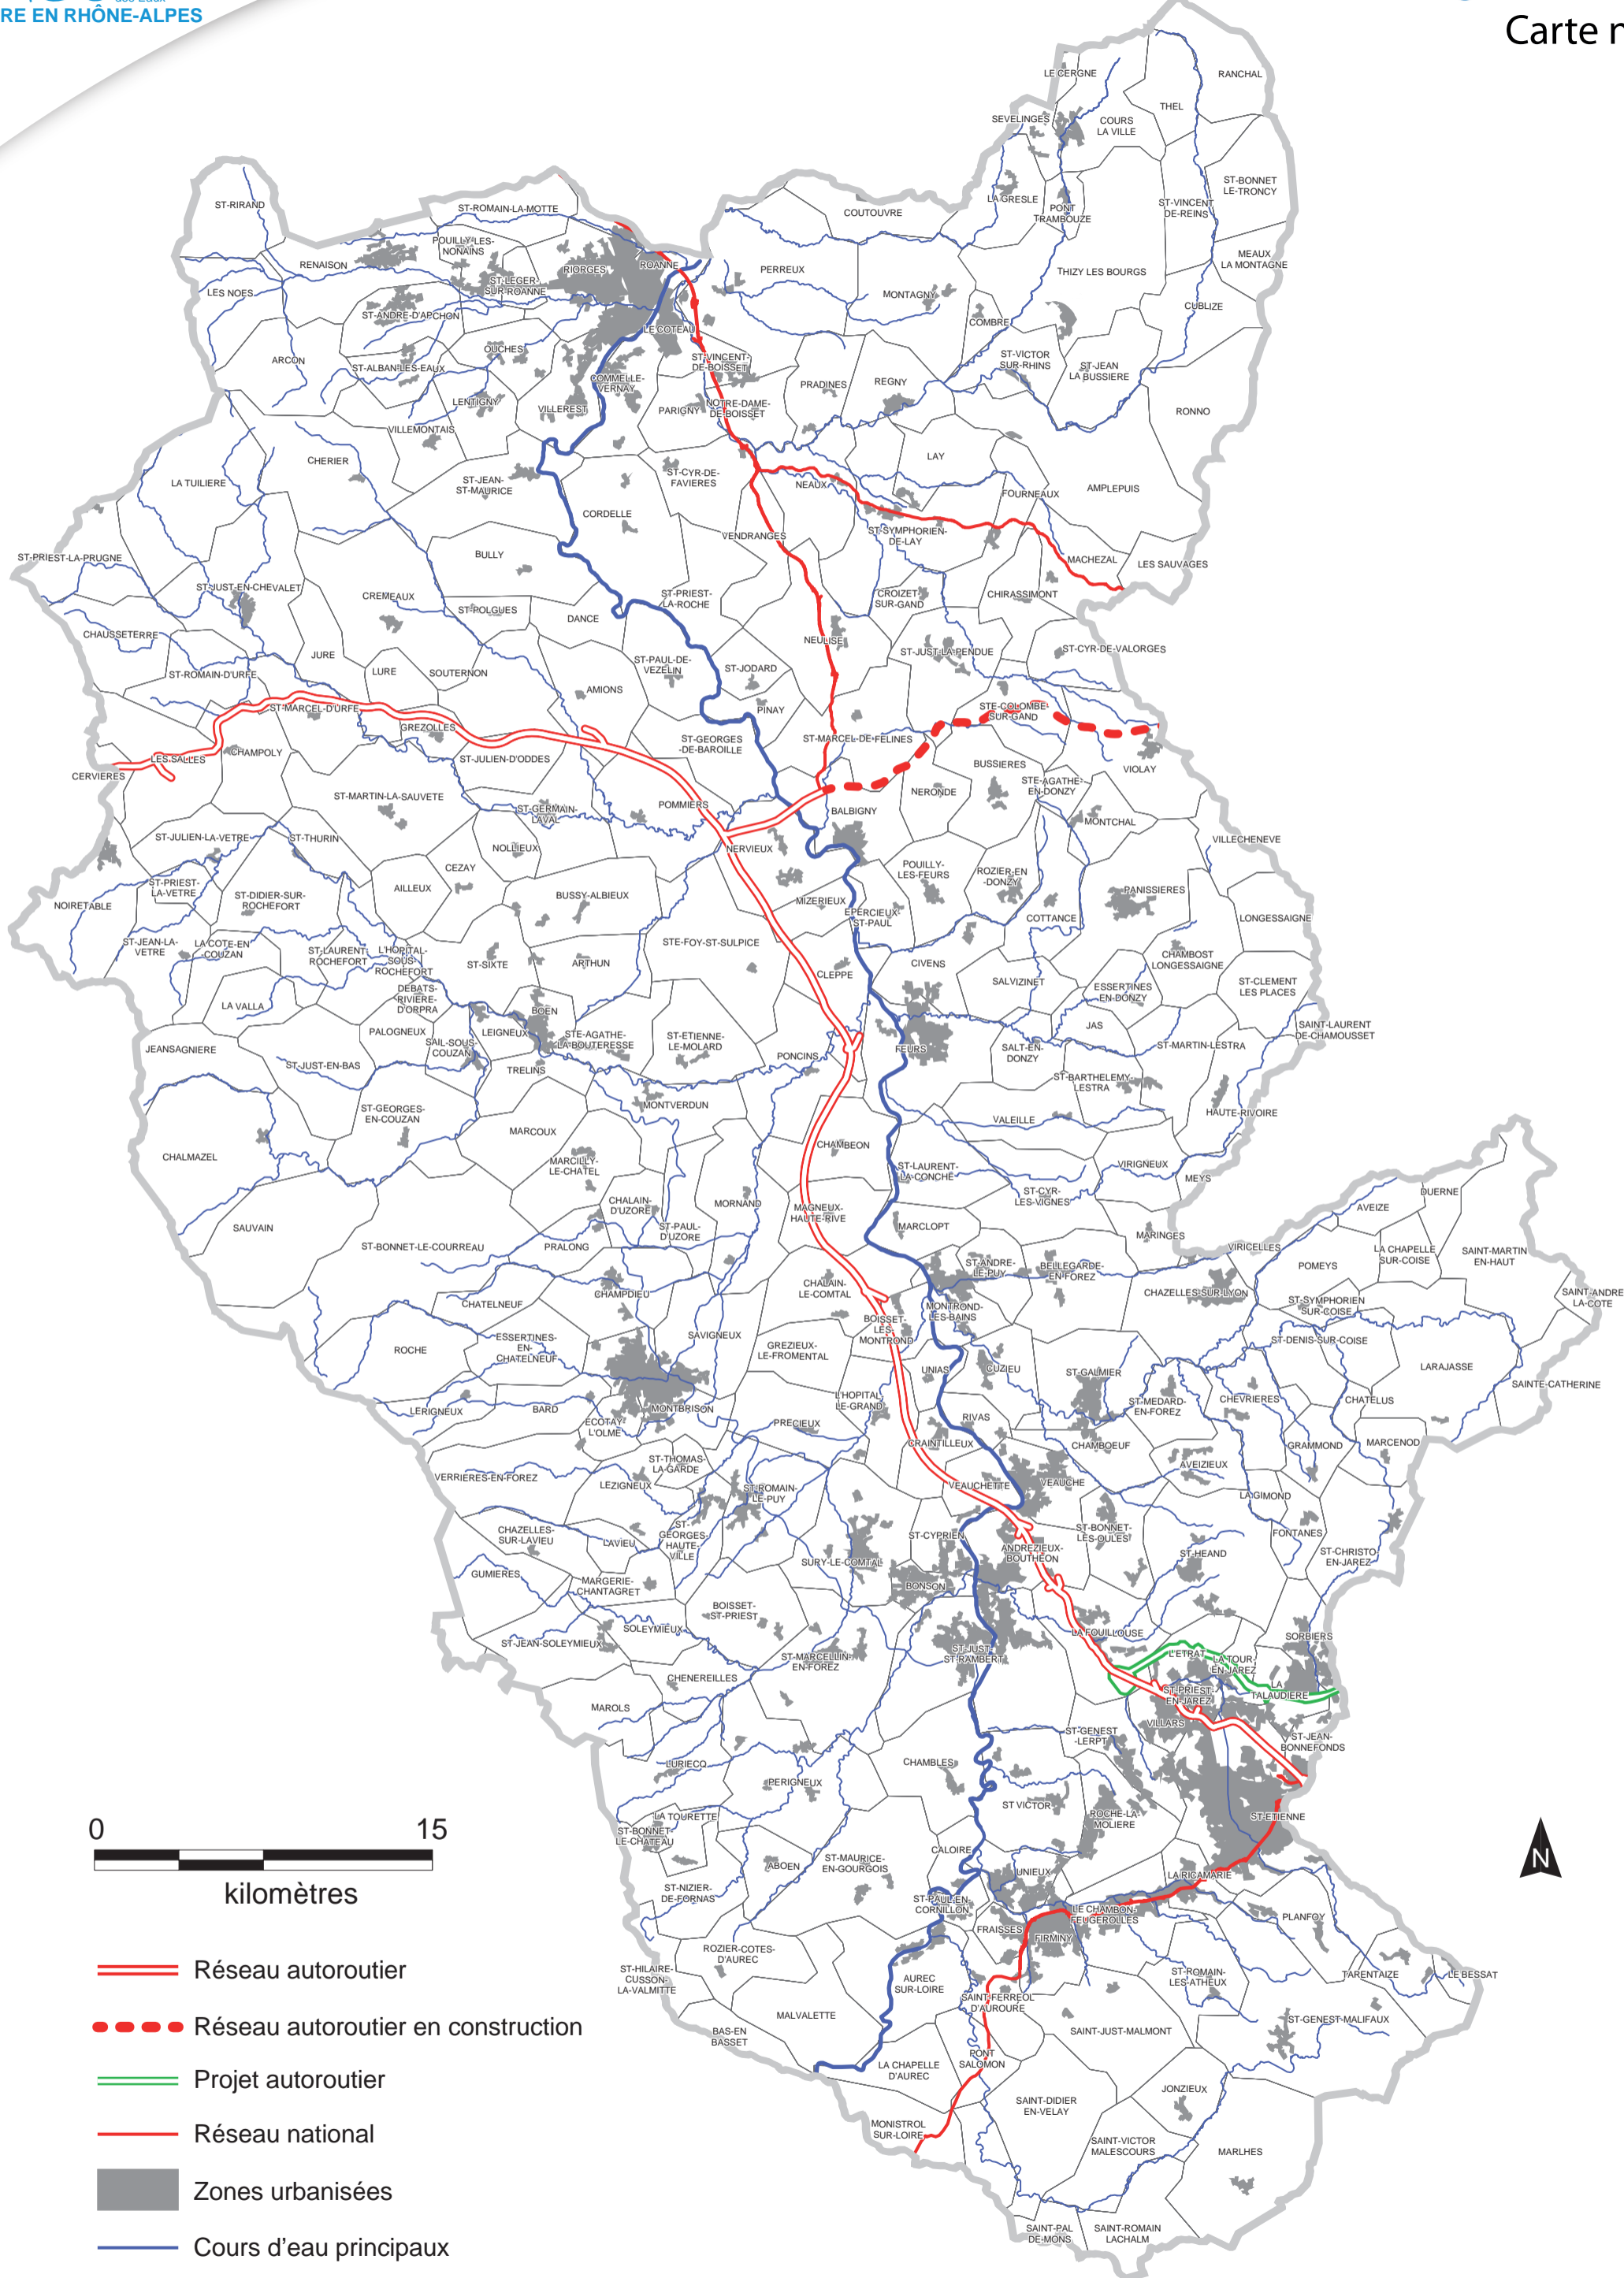 des Eaux
RE EN RHÔNE-ALPES
Carte n
LE CERGNE
RANCHAL
THEL
SEVELINGES
COURS
LA VILLE
ST-BONNET
LE-TRONCY
LA GRESLE
PONT
TRAMBOUZE
ST-VINCENT
DE-REINS
ST-RIRAND
ST-ROMAIN-LA-MOTTE
COUTOUVRE
POUILLY-LES-
NONAINS
RENAISON
RIORGES
ROANNE
PERREUX
THIZY LES BOURGS
MEAUX
LA MONTAGNE
LES NOES
ST-LEGER-
SUR-ROANNE
MONTAGNY
CUBLIZE
ST-ANDRE-D'APCHON
LE COTEAU
COMBRE
ARCON
OUCHES
ST-ALBAN-LES-EAUX
ST-VINCENT-
DE-BOISSET
ST-VICTOR
SUR-RHINS
ST-JEAN
LA BUSSIERE
COMMELLE-
VERNAY
PRADINES
REGNY
LENTIGNY
VILLEREST
PARIGNY
NOTRE-DAME-
DE-BOISSET
RONNO
VILLEMONTAIS
CHERIER
LAY
LA TUILIERE
ST-JEAN-
ST-MAURICE
ST-CYR-DE-
FAVIERES
NEAUX
FOURNEAUX
AMPLEPUIS
CORDELLE
VENDRANGES
ST-SYMPHORIEN-
DE-LAY
ST-PRIEST-LA-PRUGNE
BULLY
MACHEZAL
LES SAUVAGES
ST-JUST-EN-CHEVALET
CREMEAUX
ST-POLGUES
DANCE
ST-PRIEST-
LA-ROCHE
CROIZET-
SUR-GAND
CHIRASSIMONT
CHAUSSETERRE
NEULISE
ST-JUST-LA-PENDUE
ST-CYR-DE-VALORGES
JURE
LURE
SOUTERNON
ST-ROMAIN-D'URFE
ST-PAUL-DE-
VEZELIN
ST-JODARD
AMIONS
ST-MARCEL-D'URFE
PINAY
STE-COLOMBE-
SUR-GAND
GREZOLLES
ST-GEORGES
-DE-BAROILLE
ST-MARCEL-DE-FELINES
CHAMPOLY
LES-SALLES
ST-JULIEN-D'ODDES
BUSSIERES
VIOLAY
CERVIERES
STE-AGATHE-
EN-DONZY
NERONDE
ST-MARTIN-LA-SAUVETE
ST-GERMAIN-
LAVAL
POMMIERS
BALBIGNY
MONTCHAL
ST-JULIEN-LA-VETRE
ST-THURIN
NOLLIEUX
NERVIEUX
VILLECHENEVE
CEZAY
POUILLY-
LES-FEURS
ROZIER-EN
-DONZY
ST-PRIEST-
LA-VETRE
AILLEUX
BUSSY-ALBIEUX
MIZERIEUX
PANISSIERES
NOIRETABLE
ST-DIDIER-SUR-
ROCHEFORT
EPERCIEUX-
ST-PAUL
COTTANCE
LONGESSAIGNE
ST-JEAN-LA-
VETRE
LA COTE-EN
-COUZAN
ST-LAURENT-
ROCHEFORT
L'HOPITAL-
SOUS-
ROCHEFORT
ST-SIXTE
ARTHUN
STE-FOY-ST-SULPICE
CLEPPE
CIVENS
SALVIZINET
CHAMBOST
LONGESSAIGNE
LA VALLA
DEBATS-
RIVIERE-
D'ORPRA
ESSERTINES
EN-DONZY
ST-CLEMENT
LES PLACES
BOEN
JEANSAGNIERE
PALOGNEUX
LEIGNEUX
STE-AGATHE-
LA-BOUTERESSE
ST-ETIENNE-
LE-MOLARD
PONCINS
FEURS
JAS
SAINT-LAURENT
DE-CHAMOUSSET
SAIL-SOUS-
COUZAN
SALT-EN-
DONZY
ST-MARTIN-LESTRA
ST-JUST-EN-BAS
TRELINS
ST-BARTHELEMY-
LESTRA
ST-GEORGES-
EN-COUZAN
MONTVERDUN
VALEILLE
HAUTE-RIVOIRE
CHALMAZEL
MARCOUX
CHAMBEON
MARCILLY-
LE-CHATEL
ST-LAURENT-
LA-CONCHE
VIRIGNEUX
MEYS
CHALAIN-
D'UZORE
MORNAND
MAGNEUX-
HAUTE-RIVE
ST-CYR-
LES-VIGNES
DUERNE
AVEIZE
SAUVAIN
ST-BONNET-LE-COURREAU
PRALONG
ST-PAUL-
D'UZORE
MARCLOPT
MARINGES
VIRICELLES
LA CHAPELLE
SUR-COISE
SAINT-MARTIN
EN-HAUT
POMEYS
CHATELNEUF
CHAMPDIEU
CHALAIN-
LE-COMTAL
ST-ANDRE-
LE-PUY
BELLEGARDE-
EN-FOREZ
CHAZELLES-SUR-LYON
ST-SYMPHORIEN
SUR-COISE
SAINT-ANDRE
LA-COTE
MONTROND-
LES-BAINS
ROCHE
ESSERTINES-
EN-
CHATELNEUF
SAVIGNEUX
GREZIEUX-
LE-FROMENTAL
BOISSET-
LES-
MONTROND
ST-DENIS-SUR-COISE
LARAJASSE
SAINTE-CATHERINE
UNIAS
CUZIEU
ST-GALMIER
LERIGNEUX
BARD
MONTBRISON
L'HOPITAL
LE-GRAND
ST-MEDARD-
EN-FOREZ
CHEVRIERES
CHATELUS
ECOTAY-
L'OLME
PRECIEUX
RIVAS
CRAINTILLEUX
CHAMBOEUF
GRAMMOND
MARCENOD
VERRIERES-EN-FOREZ
ST-THOMAS-
LA-GARDE
LEZIGNEUX
ST-ROMAIN-
LE-PUY
VEAUCHETTE
VEAUCHE
AVEIZIEUX
LA GIMOND
CHAZELLES-
SUR-LAVIEU
LAVIEU
ST-
GEORGES-
HAUTE-
VILLE
SURY-LE-COMTAL
ST-CYPRIEN
ANDREZIEUX-
BOUTHEON
ST-BONNET-
LES-OULES
FONTANES
ST-HEAND
ST-CHRISTO-
EN-JAREZ
GUMIERES
MARGERIE-
CHANTAGRET
BONSON
BOISSET-
ST-PRIEST
SOLEYMIEUX
ST-JEAN-SOLEYMIEUX
ST-MARCELLIN-
EN-FOREZ
ST-JUST-
ST-RAMBERT
LA FOUILLOUSE
SORBIERS
L'ETRAT
LA TOUR-
EN-JAREZ
CHENEREILLES
LA
TALAUDIERE
ST-PRIEST-
EN-JAREZ
MAROLS
VILLARS
ST-GENEST
-LERPT
ST-JEAN-
BONNEFONDS
LURIECQ
PERIGNEUX
CHAMBLES
ST VICTOR
ROCHE-LA-
MOLIERE
ST-ETIENNE
LA TOURETTE
ST-BONNET-
LE-CHATEAU
ABOEN
ST-MAURICE-
EN-GOURGOIS
CALOIRE
UNIEUX
LA RICAMARIE
ST-NIZIER-
DE-FORNAS
ST-PAUL-EN-
CORNILLON
LE CHAMBON-
FEUGEROLLES
PLANFOY
FRAISSES
FIRMINY
ROZIER-COTES-
D'AUREC
ST-HILAIRE-
CUSSON-
LA-VALMITTE
AUREC
SUR-LOIRE
ST-ROMAIN-
LES-ATHEUX
TARENTAIZE
LE BESSAT
SAINT-FERREOL
D'AUROURE
MALVALETTE
SAINT-JUST-MALMONT
ST-GENEST-MALIFAUX
BAS-EN
BASSET
LA CHAPELLE
D'AUREC
PONT
SALOMON
SAINT-DIDIER
EN-VELAY
JONZIEUX
MONISTROL
SUR-LOIRE
SAINT-VICTOR
MALESCOURS
MARLHES
SAINT-PAL
DE-MONS
SAINT-ROMAIN
LACHALM
0 15
kilomètres
N
Réseau autoroutier
Réseau autoroutier en construction
Projet autoroutier
Réseau national
Zones urbanisées
Cours d'eau principaux